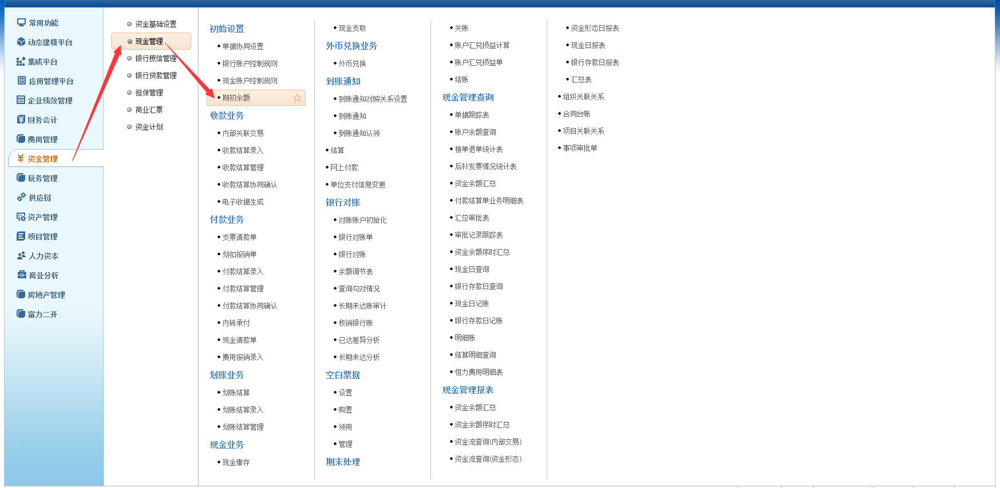 常用功能
动态建模平台
集成平台
应用管理平台
企业绩效管理
财务会计
费用管理
资金管理
税务管理
供应链
资产管理
项目管理
人力资本
商业分析
房地产管理
富力二开
资金基础设置
现金管理
银行授信管理
银行贷款管理
担保管理
商业汇票
资金计划
初始设置
单据协同设置
银行账户控制规则
现金账户控制规则
期初余额
收款业务
内部关联交易
收款结算录入
收款结算管理
收款结算协同确认
电子收据生成
付款业务
支票请款单
划扣报销单
付款结算录入
付款结算管理
付款结算协同确认
内转承付
现金请款单
费用报销录入
划账业务
划账结算
划账结算录入
划账结算管理
现金业务
现金缴存
现金支取
外币兑换业务
外币兑换
到账通知
到账通知对照关系设置
到账通知
到账通知认领
结算
网上付款
单位支付信息变更
银行对账
对账账户初始化
银行对账单
银行对账
余额调节表
查询勾对情况
长期未达账审计
核销银行账
已达差异分析
长期未达分析
空白票据
设置
购置
领用
管理
期末处理
关账
账户汇兑损益计算
账户汇兑损益单
结账
现金管理查询
单据跟踪表
账户余额查询
接单退单统计表
后补发票情况统计表
资金余额汇总
付款结算单业务明细表
汇总审批表
审批记录跟踪表
资金余额序时汇总
现金日查询
银行存款日查询
现金日记账
银行存款日记账
明细账
结算明细查询
恒力费用明细表
现金管理报表
资金余额汇总
资金余额序时汇总
资金流查询(内部交易)
资金流查询(资金形态)
资金形态日报表
现金日报表
银行存款日报表
汇总表
组织关联关系
合同台帐
项目关联关系
事项审批单